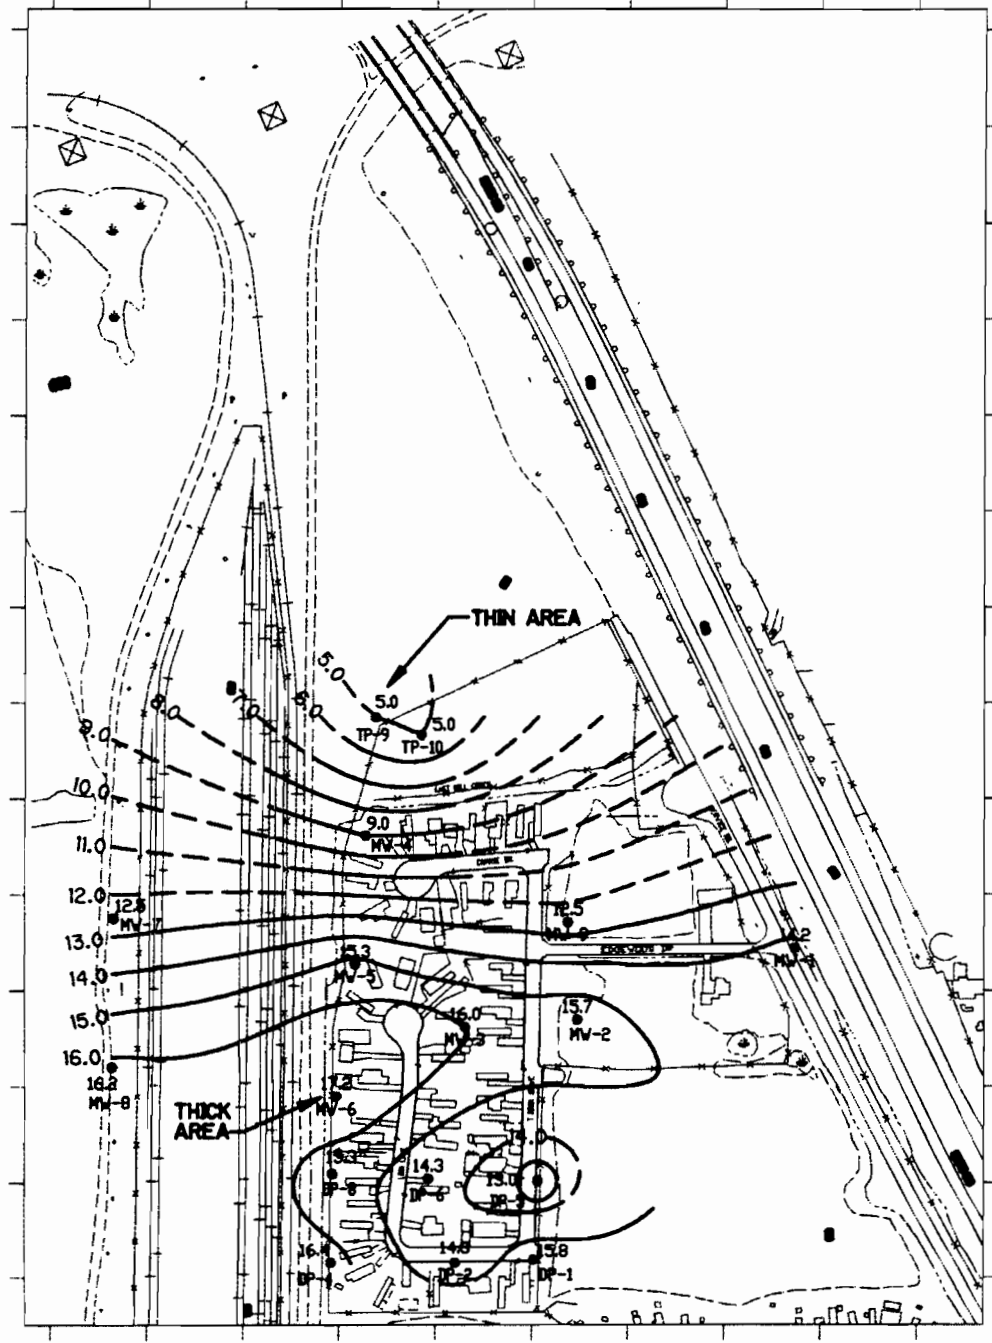 THIN AREA
5.0
5.0
TP-9
5.0
TP-10
6.0
7.0
8.0
9.0
10.0
11.0
12.0
13.0
14.0
15.0
16.0
9.0
MW-4
12.5
MW-7
12.5
EDGEWOOD DR
15.3
MW-5
16.0
MW-3
15.7
MW-2
MW-8
17.2
MW-6
THICK
AREA
14.0
13.0
14.3
DP-6
DP-8
16.4
DP-4
DP-2
15.8
DP-1